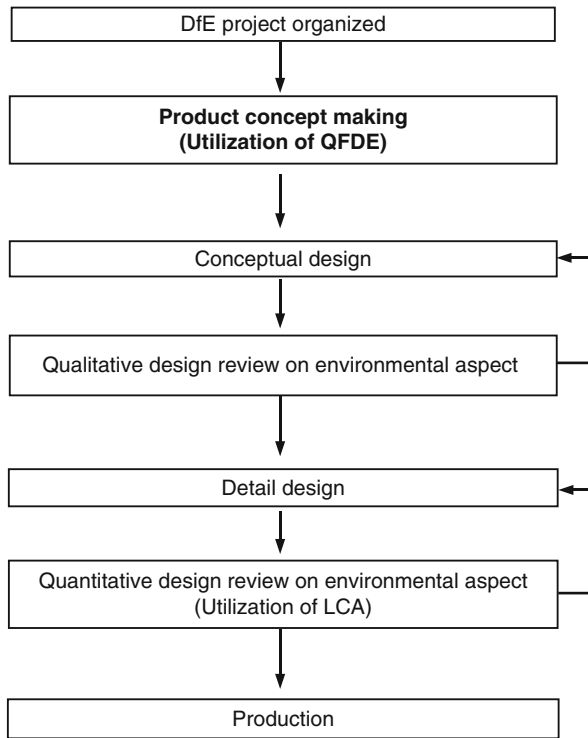 DfE project organized
Product concept making
(Utilization of QFDE)
Conceptual design
Qualitative design review on environmental aspect
Detail design
Quantitative design review on environmental aspect
(Utilization of LCA)
Production